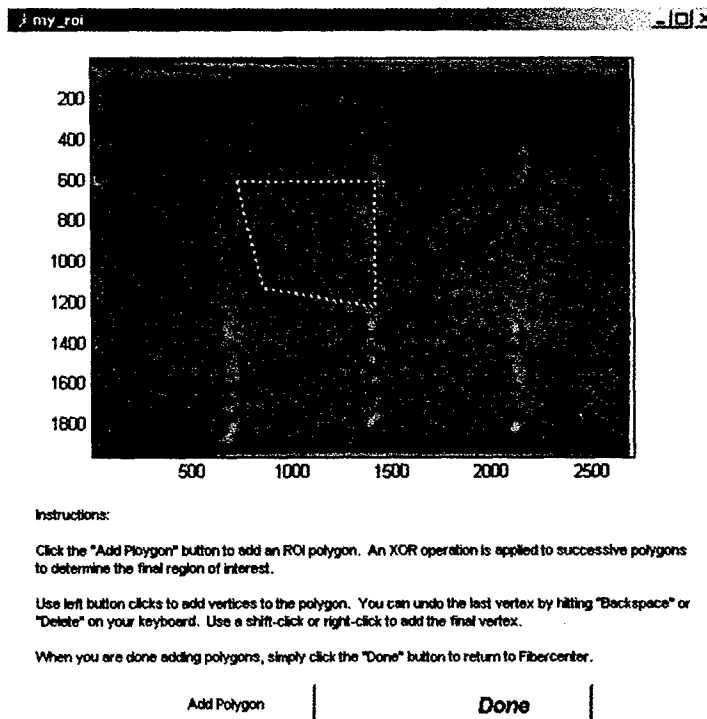 my_roi
200
400
600
800
1000
1200
1400
1600
1800
500 1000 1500 2000 2500
Instructions:
Click the "Add Ploygon" button to add an ROI polygon. An XOR operation is applied to successive polygons
to determine the final region of interest.
Use left button clicks to add vertices to the polygon. You can undo the last vertex by hitting "Backspace" or
"Delete" on your keyboard. Use a shift-click or right-click to add the final vertex.
When you are done adding polygons, simply click the "Done" button to return to Fibercenter.
Add Polygon Done